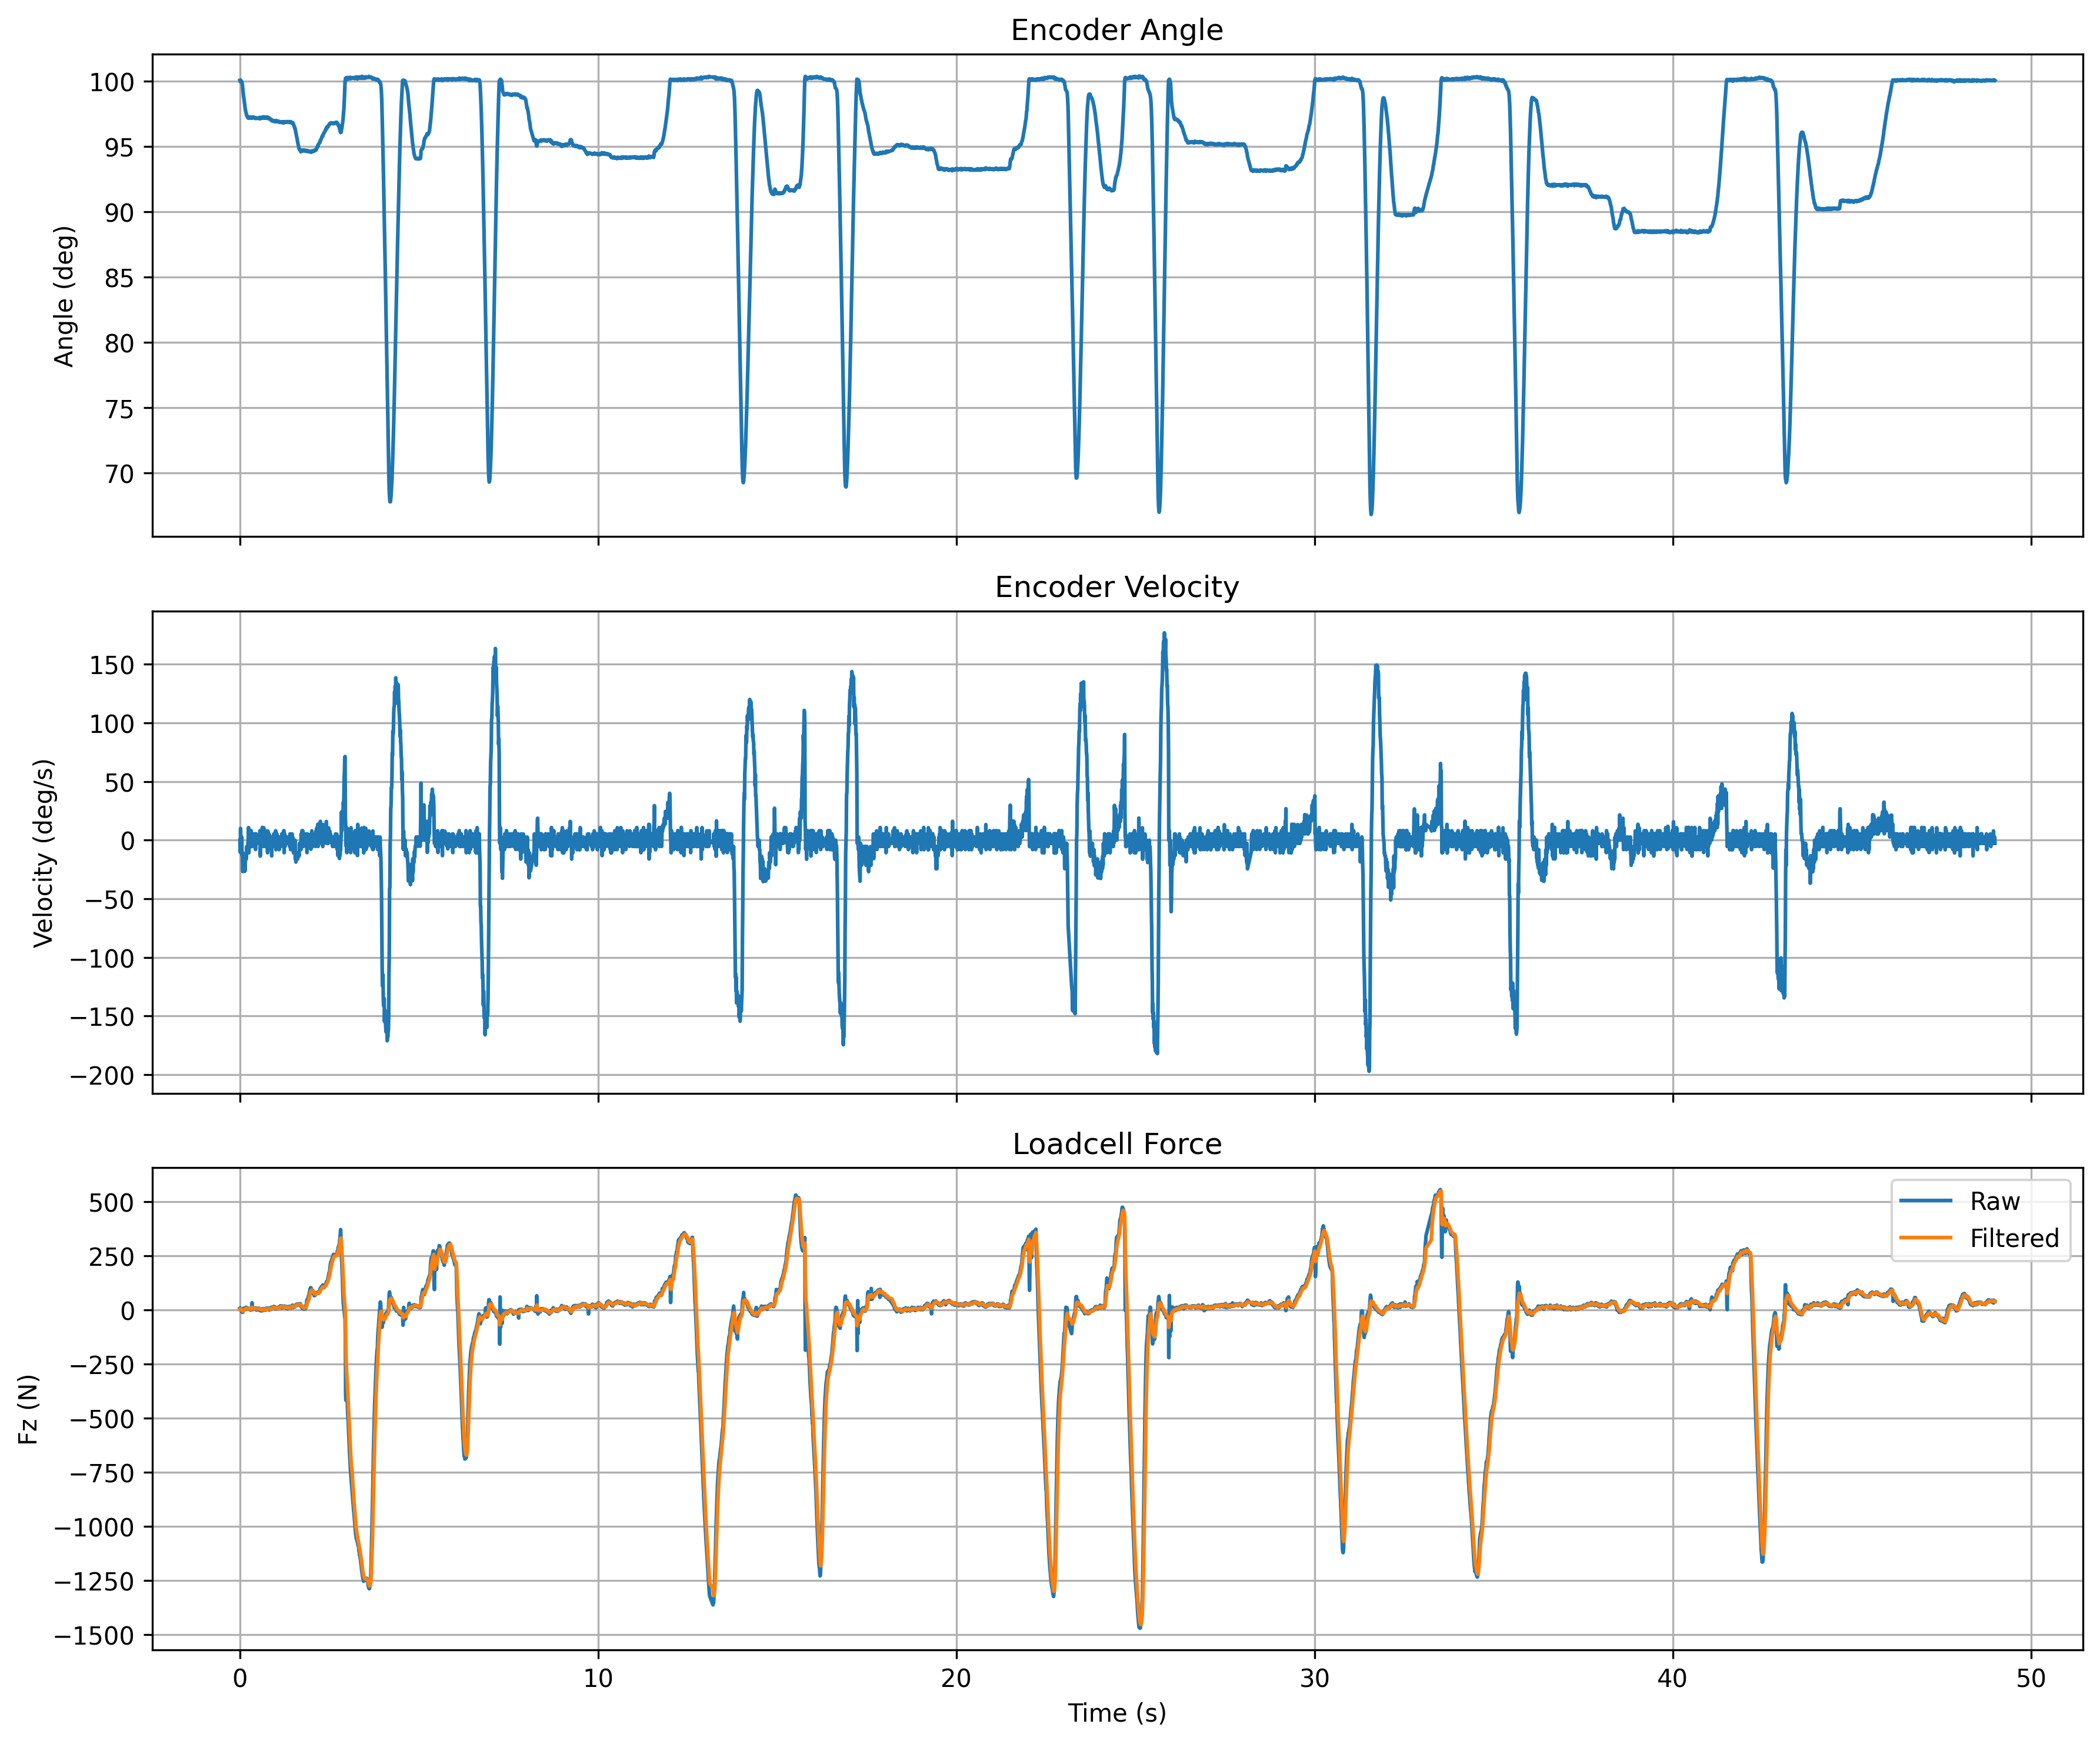 Encoder Angle
100
95
90
85
80
75
70
Angle (deg)
Encoder Velocity
150
100
50
0
−50
−100
−150
−200
Velocity (deg/s)
Loadcell Force
500
250
0
−250
−500
−750
−1000
−1250
−1500
Fz (N)
Raw
Filtered
0 10 20 30 40 50
Time (s)